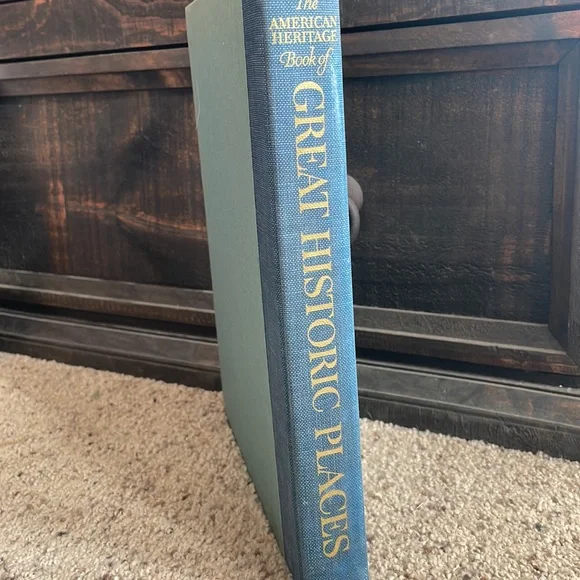 The
AMERICAN
HERITAGE
Book of
GREAT HISTORIC PLACES